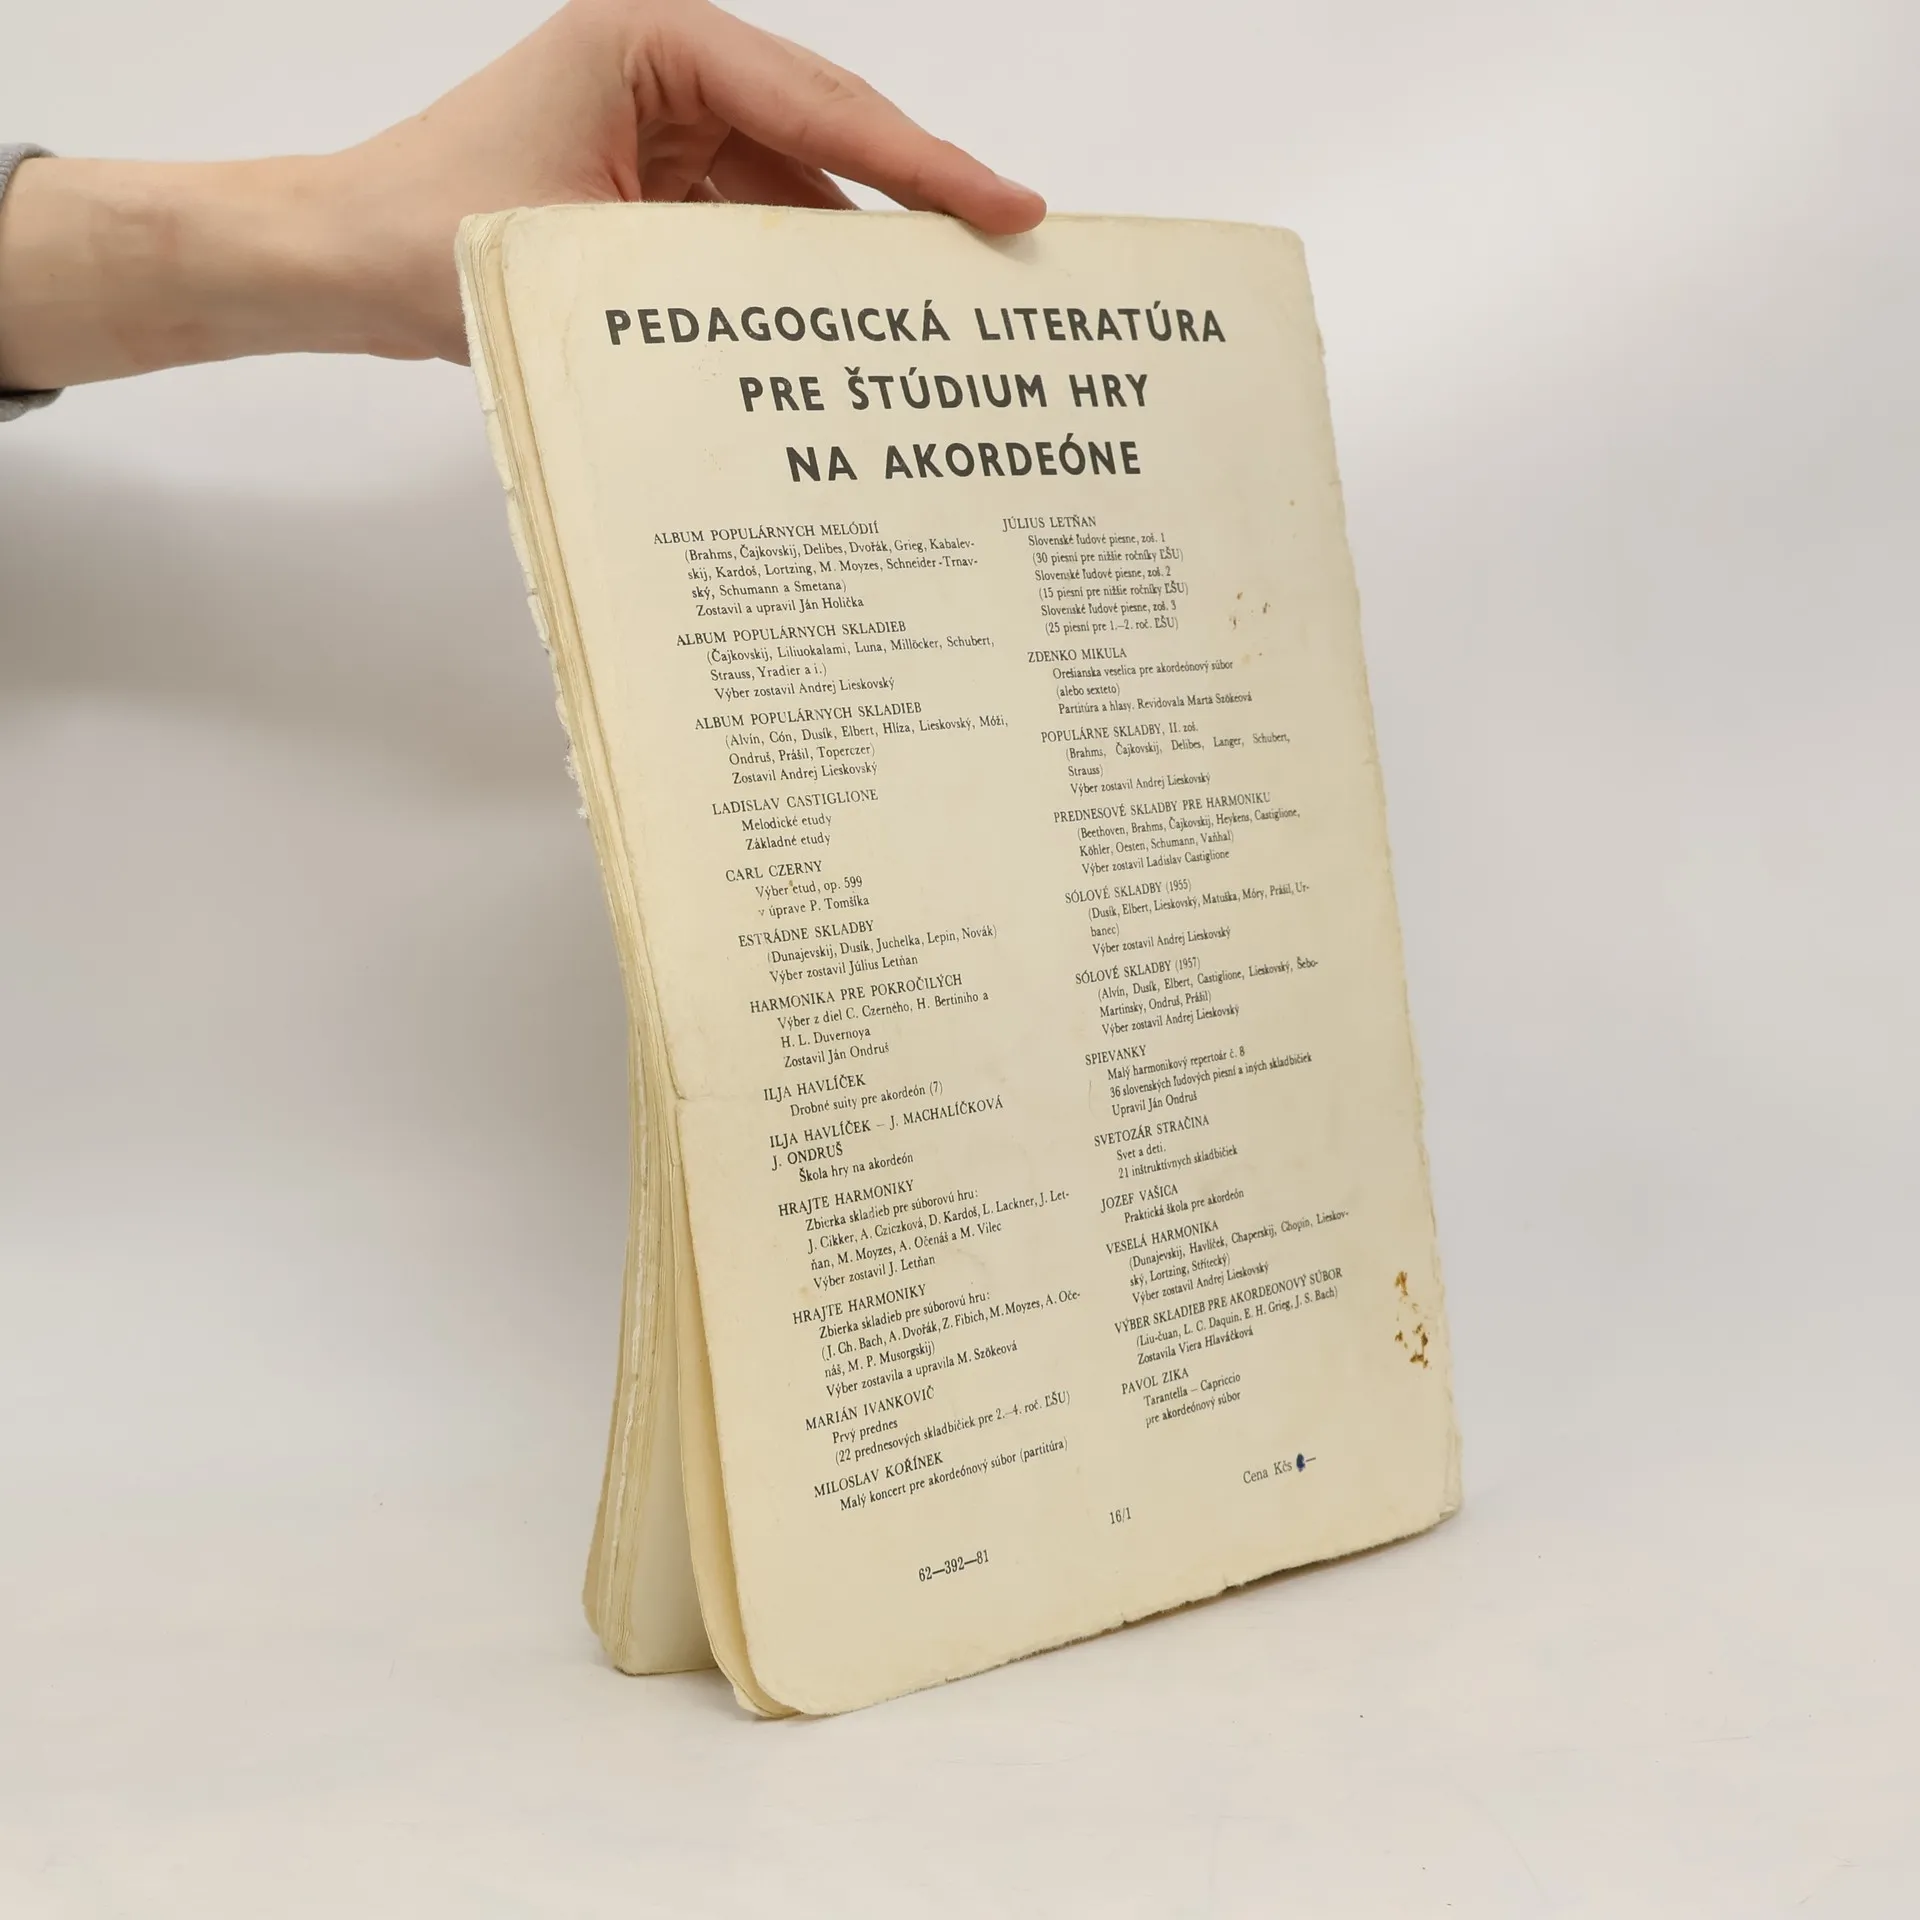 PEDAGOGICKÁ LITERATÚRA
PRE ŠTÚDIUM HRY
NA AKORDEÓNE
ALBUM POPULÁRNYCH MELÓDIÍ
(Brahms, Čajkovskij, Delibes, Dvořák, Grieg, Kabalev-
skij, Kardoš, Lortzing, M. Moyzes, Schneider-Trnav-
ský, Schumann a Smetana)
Zostavil a upravil Ján Holička
ALBUM POPULÁRNYCH SKLADIEB
(Čajkovskij, Liliuokalami, Luna, Millöcker, Schubert,
Strauss, Yradier a i.)
Výber zostavil Andrej Lieskovský
ALBUM POPULÁRNYCH SKLADIEB
(Alvín, Cón, Dusík, Elbert, Hlíza, Lieskovský, Móži,
Ondruš, Prášil, Toperczer)
Zostavil Andrej Lieskovský
LADISLAV CASTIGLIONE
Melodické etudy
Základné etudy
CARL CZERNY
Výber etud, op. 599
v úprave P. Tomšíka
ESTRÁDNE SKLADBY
(Dunajevskij, Dusík, Juchelka, Lepin, Novák)
Výber zostavil Július Letňan
HARMONIKA PRE POKROČILÝCH
Výber z diel C. Czerného, H. Bertiniho a
H. L. Duvernoya
Zostavil Ján Ondruš
ILJA HAVLÍČEK
Drobné suity pre akordeón (7)
ILJA HAVLÍČEK – J. MACHALÍČKOVÁ
J. ONDRUŠ
Škola hry na akordeón
HRAJTE HARMONIKY
Zbierka skladieb pre súborovú hru:
J. Cikker, A. Cziczková, D. Kardoš, L. Lackner, J. Let-
ňan, M. Moyzes, A. Očenáš a M. Vilec
Výber zostavil J. Letňan
HRAJTE HARMONIKY
Zbierka skladieb pre súborovú hru:
(J. Ch. Bach, A. Dvořák, Z. Fibich, M. Moyzes, A. Oče-
náš, M. P. Musorgskij)
Výber zostavila a upravila M. Szökeová
MARIÁN IVANKOVIČ
Prvý prednes
(22 prednesových skladbičiek pre 2.–4. roč. ĽŠU)
MILOSLAV KOŘÍNEK
Malý koncert pre akordeónový súbor (partitúra)
JÚLIUS LETŇAN
Slovenské ľudové piesne, zoš. 1
(30 piesní pre nižšie ročníky ĽŠU)
Slovenské ľudové piesne, zoš. 2
(15 piesní pre nižšie ročníky ĽŠU)
Slovenské ľudové piesne, zoš. 3
(25 piesní pre 1.–2. roč. ĽŠU)
ZDENKO MIKULA
Orešianska veselica pre akordeónový súbor
(alebo sexteto)
Partitúra a hlasy. Revidovala Marta Szökeová
POPULÁRNE SKLADBY, II. zoš.
(Brahms, Čajkovskij, Delibes, Langer, Schubert,
Strauss)
Výber zostavil Andrej Lieskovský
PREDNESOVÉ SKLADBY PRE HARMONIKU
(Beethoven, Brahms, Čajkovskij, Heykens, Castiglione,
Köhler, Oesten, Schumann, Vaňhal)
Výber zostavil Ladislav Castiglione
SÓLOVÉ SKLADBY (1955)
(Dusík, Elbert, Lieskovský, Matuška, Móry, Prášil, Ur-
banec)
Výber zostavil Andrej Lieskovský
SÓLOVÉ SKLADBY (1957)
(Alvín, Dusík, Elbert, Castiglione, Lieskovský, Šebo-
Martinský, Ondruš, Prášil)
Výber zostavil Andrej Lieskovský
SPIEVANKY
Malý harmonikový repertoár č. 8
36 slovenských ľudových piesní a iných skladbičiek
Upravil Ján Ondruš
SVETOZÁR STRAČINA
Svet a deti.
21 inštruktívnych skladbičiek
JOZEF VAŠICA
Praktická škola pre akordeón
VESELÁ HARMONIKA
(Dunajevskij, Havlíček, Chaperskij, Chopin, Lieskov-
ský, Lortzing, Střítecký)
Výber zostavil Andrej Lieskovský
VÝBER SKLADIEB PRE AKORDEONOVÝ SÚBOR
(Liu-čuan, L. C. Daquin, E. H. Grieg, J. S. Bach)
Zostavila Viera Hlaváčková
PAVOL ZIKA
Tarantella – Capriccio
pre akordeónový súbor
Cena Kčs
16/1
62—392—81